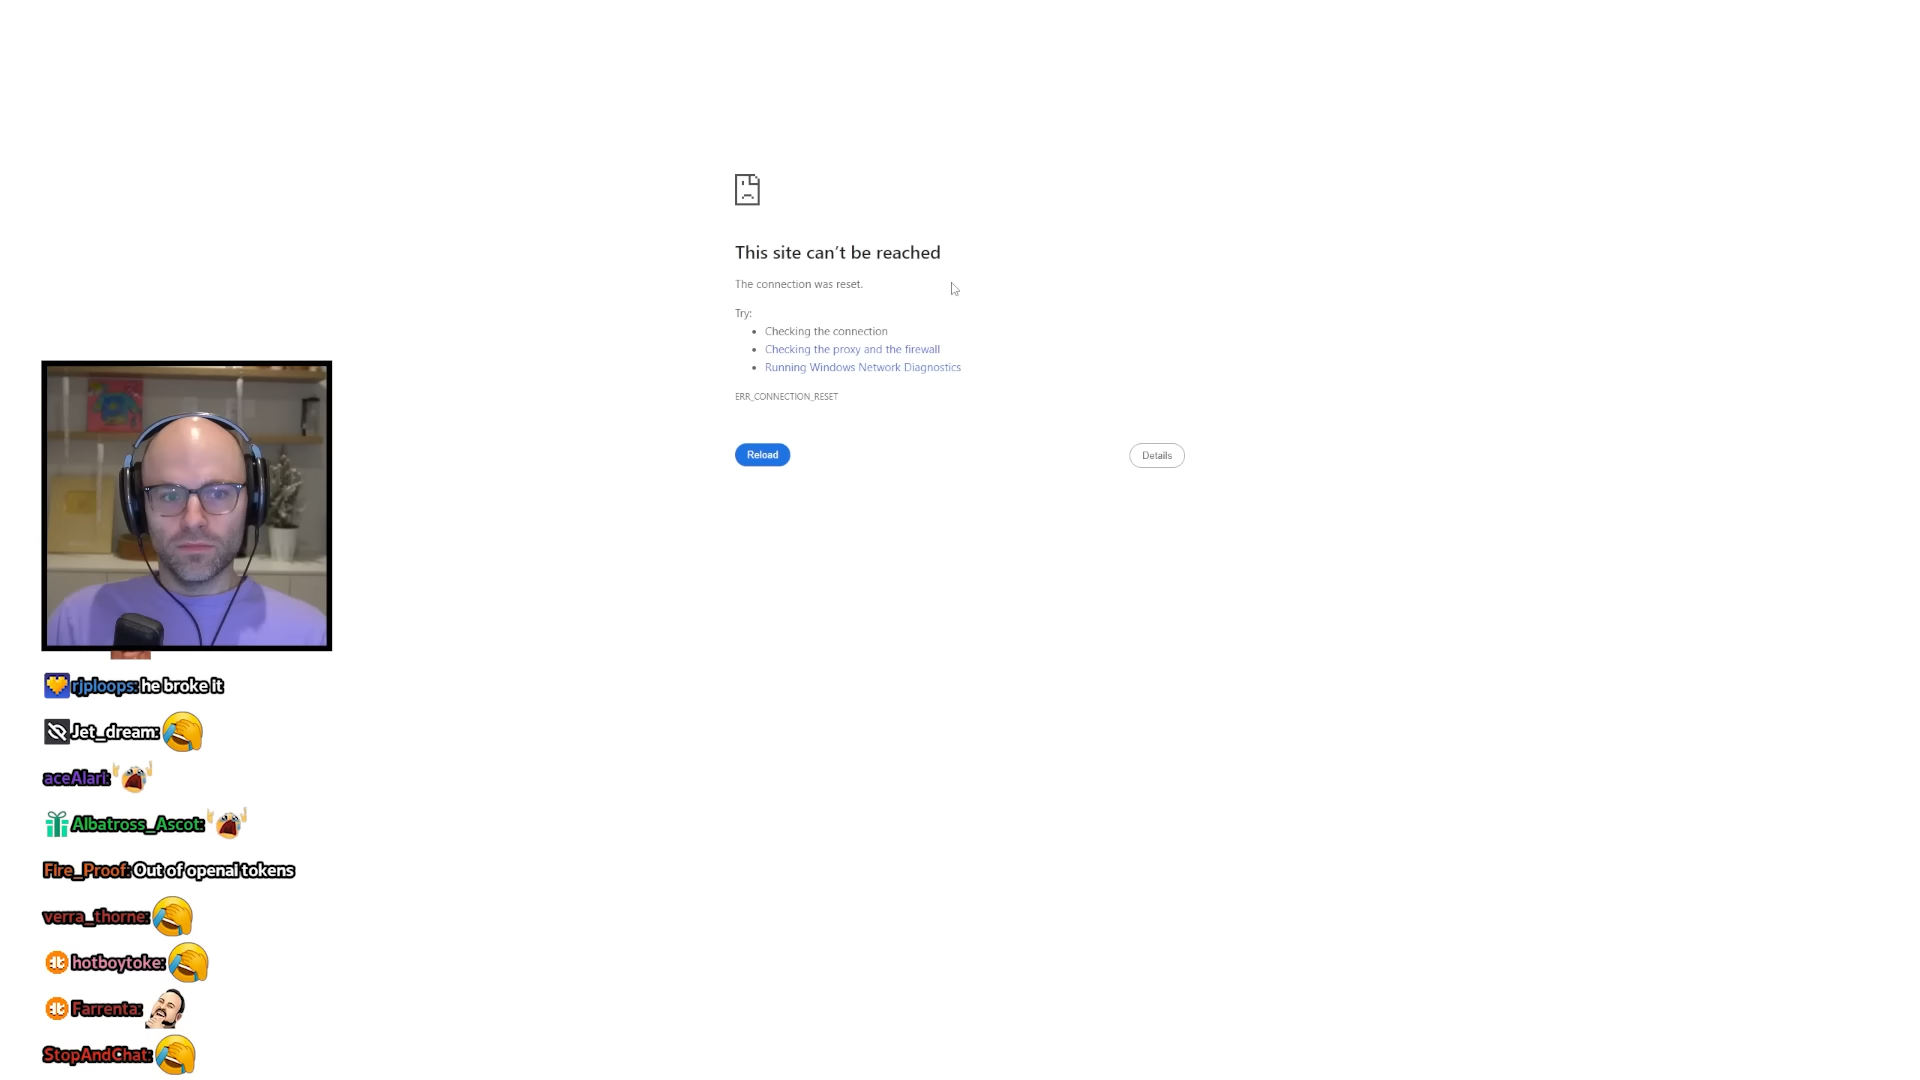 This site can’t be reached
The connection was reset.
Try:
• Checking the connection
• Checking the proxy and the firewall
• Running Windows Network Diagnostics
ERR_CONNECTION_RESET
Reload
Details
rjploops: he broke it
Jet_dream:
aceAlarI:
Albatross_Ascot:
Fire_Proof: Out of openai tokens
verra_thorne:
hotboytoke:
Farrenta:
StopAndChat: